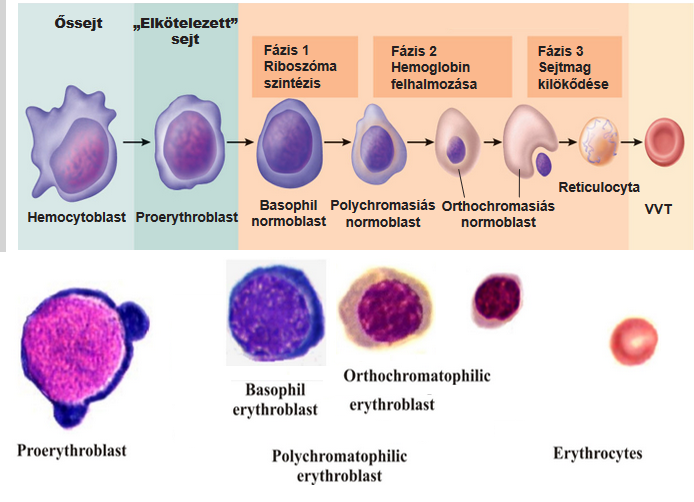 Őssejt
„Elkötelezett”
sejt
Fázis 1
Riboszóma
szintézis
Fázis 2
Hemoglobin
felhalmozása
Fázis 3
Sejtmag
kilökődése
Hemocytoblast
Proerythroblast
Basophil
normoblast
Polychromasiás
normoblast
Orthochromasiás
normoblast
Reticulocyta
VVT
Proerythroblast
Basophil
erythroblast
Polychromatophilic
erythroblast
Orthochromatophilic
erythroblast
Erythrocytes